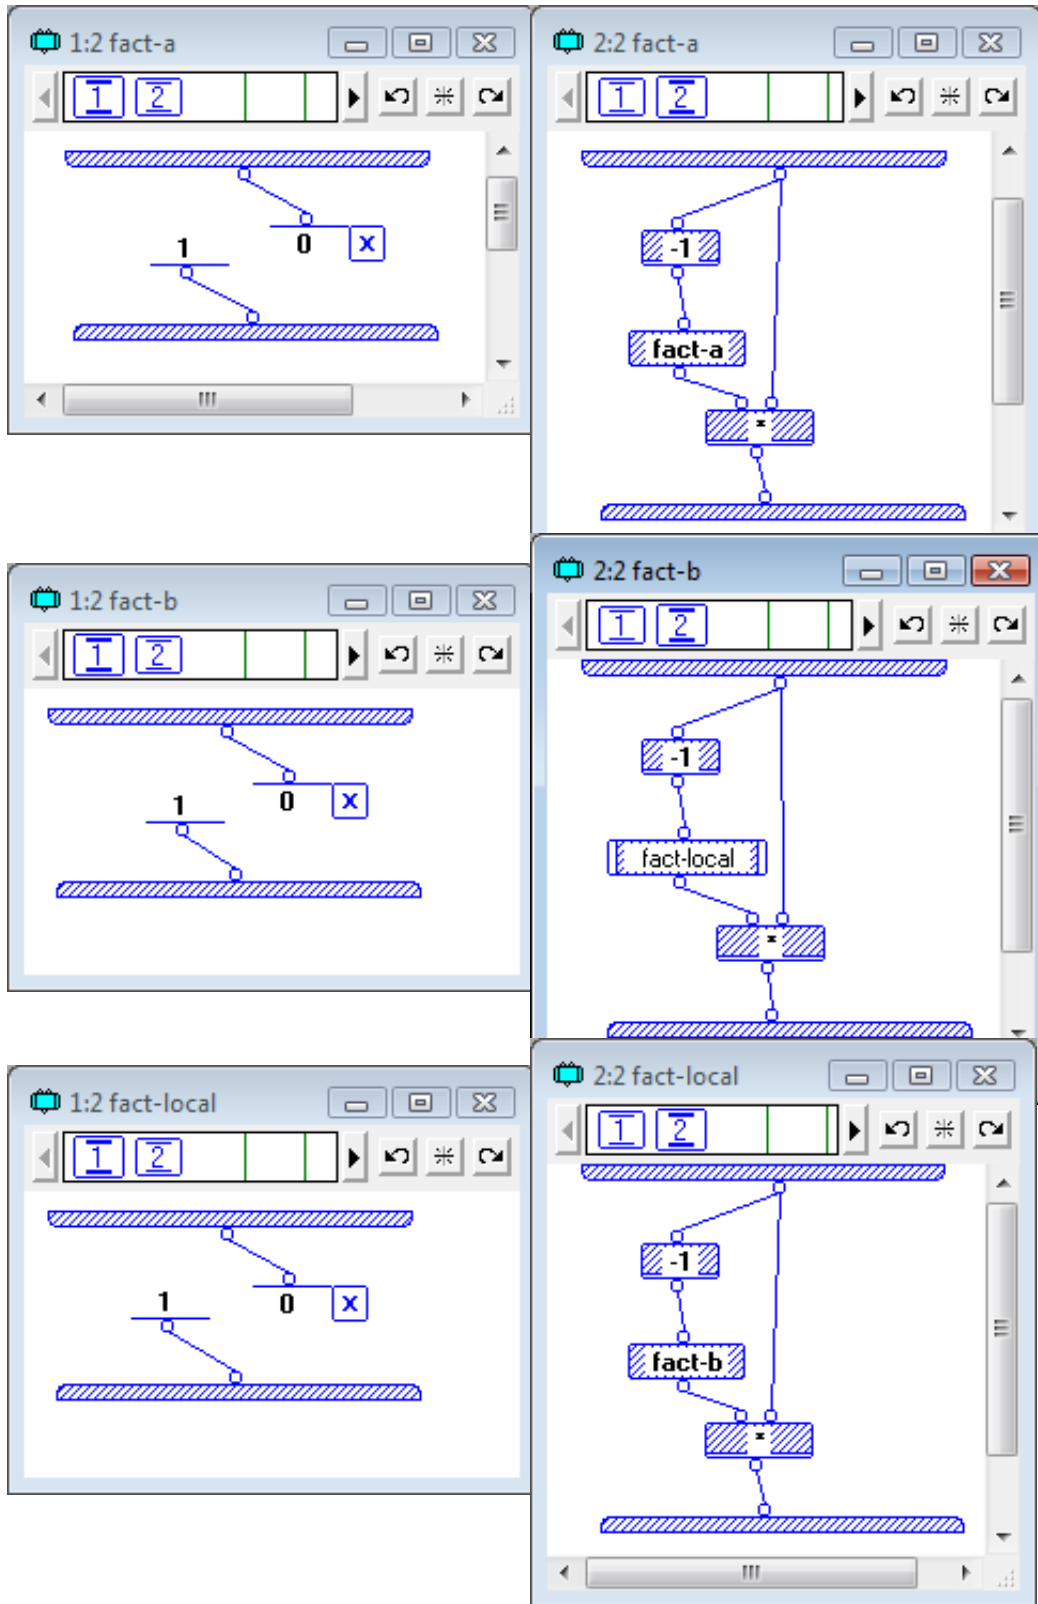 1:2 fact-a
1 2
0 x
1
2:2 fact-a
1 2
-1
fact-a
*
1:2 fact-b
1 2
0 x
1
2:2 fact-b
1 2
-1
fact-local
*
1:2 fact-local
1 2
0 x
1
2:2 fact-local
1 2
-1
fact-b
*